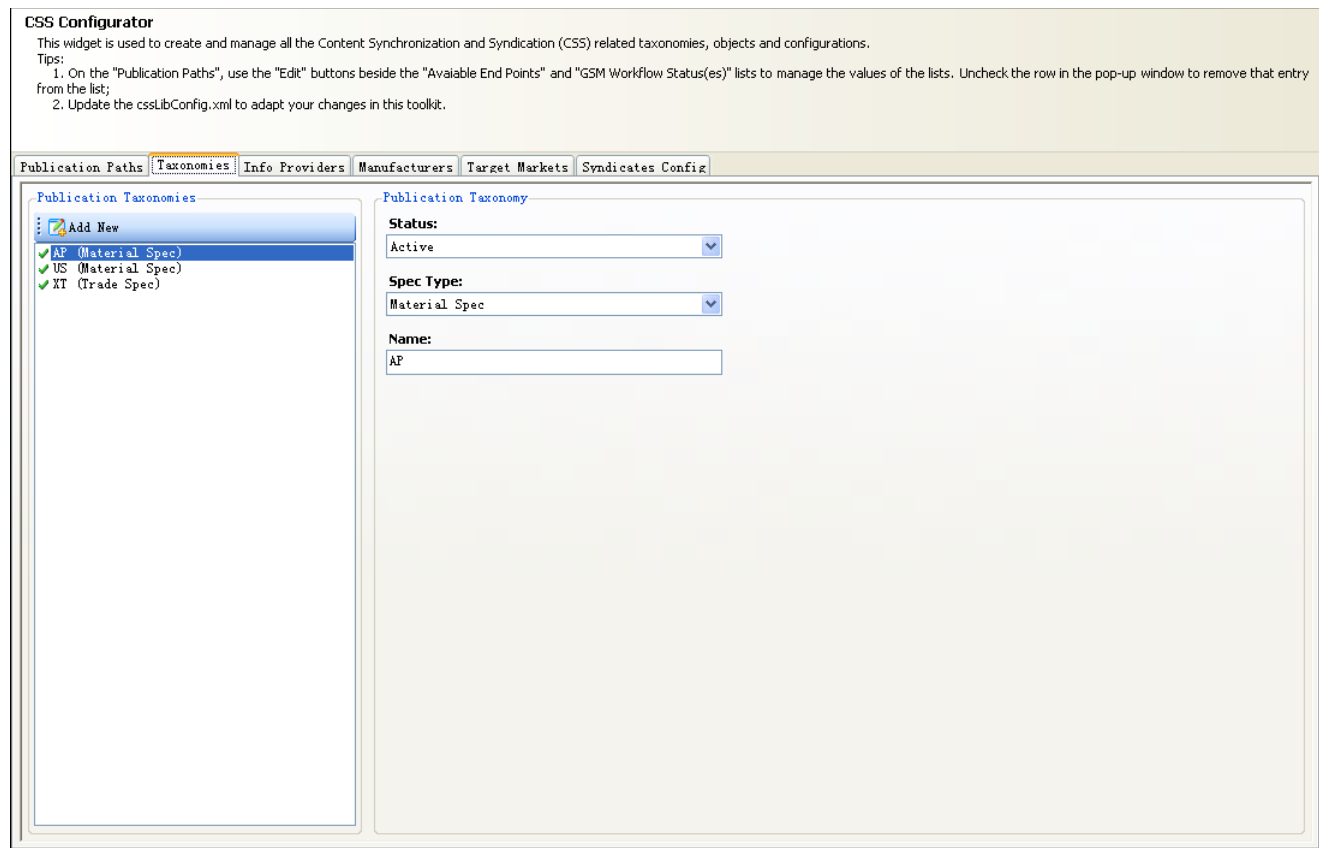 CSS Configurator
This widget is used to create and manage all the Content Synchronization and Syndication (CSS) related taxonomies, objects and configurations.
Tips:
1. On the "Publication Paths", use the "Edit" buttons beside the "Avaiable End Points" and "GSM Workflow Status(es)" lists to manage the values of the lists. Uncheck the row in the pop-up window to remove that entry
from the list;
2. Update the cssLibConfig.xml to adapt your changes in this toolkit.
Publication Paths Taxonomies Info Providers Manufacturers Target Markets Syndicates Config
Publication Taxonomies
Add New
AP (Material Spec)
US (Material Spec)
XT (Trade Spec)
Publication Taxonomy
Status:
Active
Spec Type:
Material Spec
Name:
AP